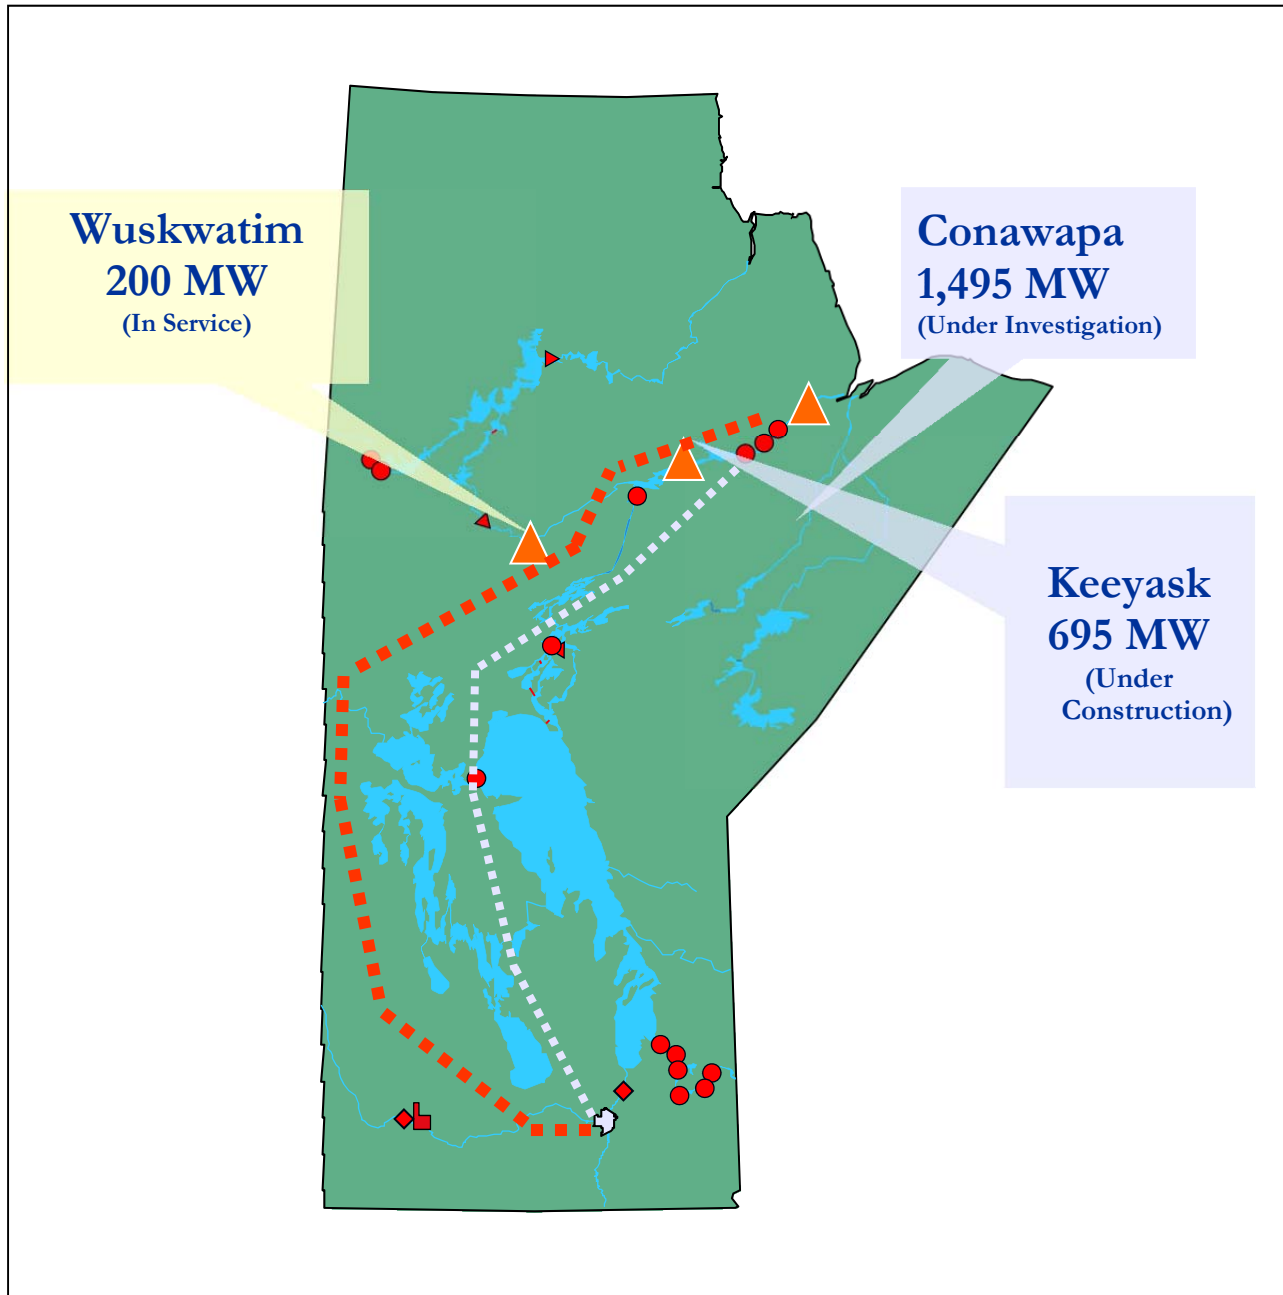 Wuskwatim
200 MW
(In Service)
Conawapa
1,495 MW
(Under Investigation)
Keeyask
695 MW
(Under
Construction)